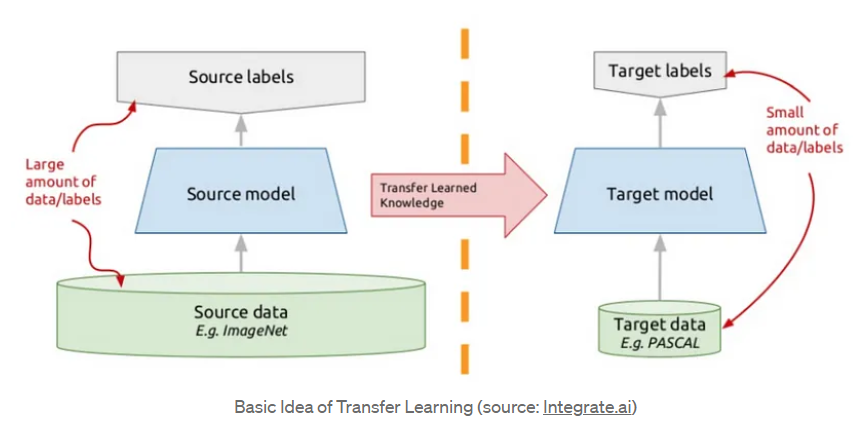 Source labels
Large
amount of
data/labels
Source model
Source data
E.g. ImageNet
Transfer Learned
Knowledge
Target labels
Small
amount of
data/labels
Target model
Target data
E.g. PASCAL
Basic Idea of Transfer Learning (source: Integrate.ai)